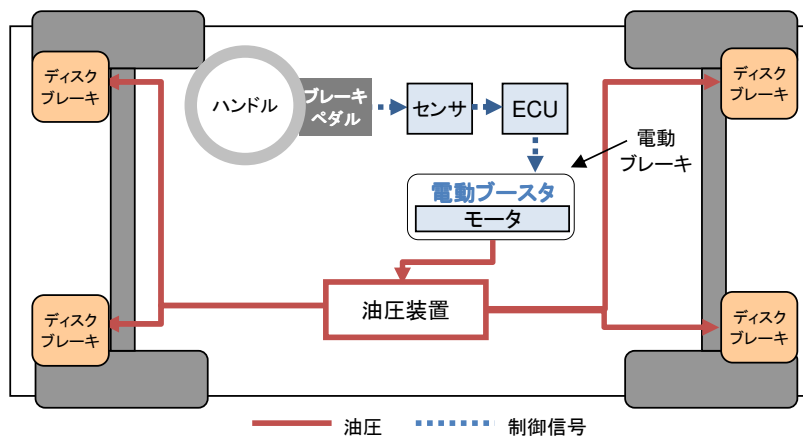 ディスク
ブレーキ
ハンドル
ブレーキ
ペダル
センサ
ECU
ディスク
ブレーキ
電動
ブレーキ
電動ブースタ
モータ
ディスク
ブレーキ
油圧装置
ディスク
ブレーキ
油圧
制御信号